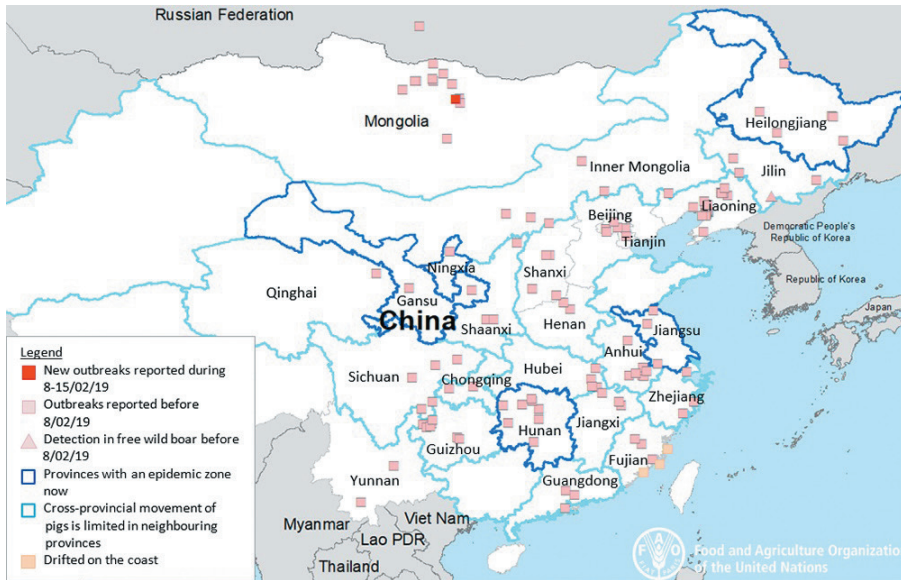 Russian Federation
Mongolia
Heilongjiang
Inner Mongolia
Jilin
Liaoning
Beijing
Tianjin
Democratic People's
Republic of Korea
Republic of Korea
Japan
Ningxia
Shanxi
Qinghai
Gansu
China
Shaanxi
Henan
Jiangsu
Anhui
Sichuan
Chongqing
Hubei
Zhejiang
Hunan
Jiangxi
Guizhou
Fujian
Yunnan
Guangdong
Myanmar
Viet Nam
Lao PDR
Thailand
Legend
New outbreaks reported during
8-15/02/19
Outbreaks reported before
8/02/19
Detection in free wild boar before
8/02/19
Provinces with an epidemic zone
now
Cross-provincial movement of
pigs is limited in neighbouring
provinces
Drifted on the coast
FAO
FIAT PANIS
Food and Agriculture Organization
of the United Nations